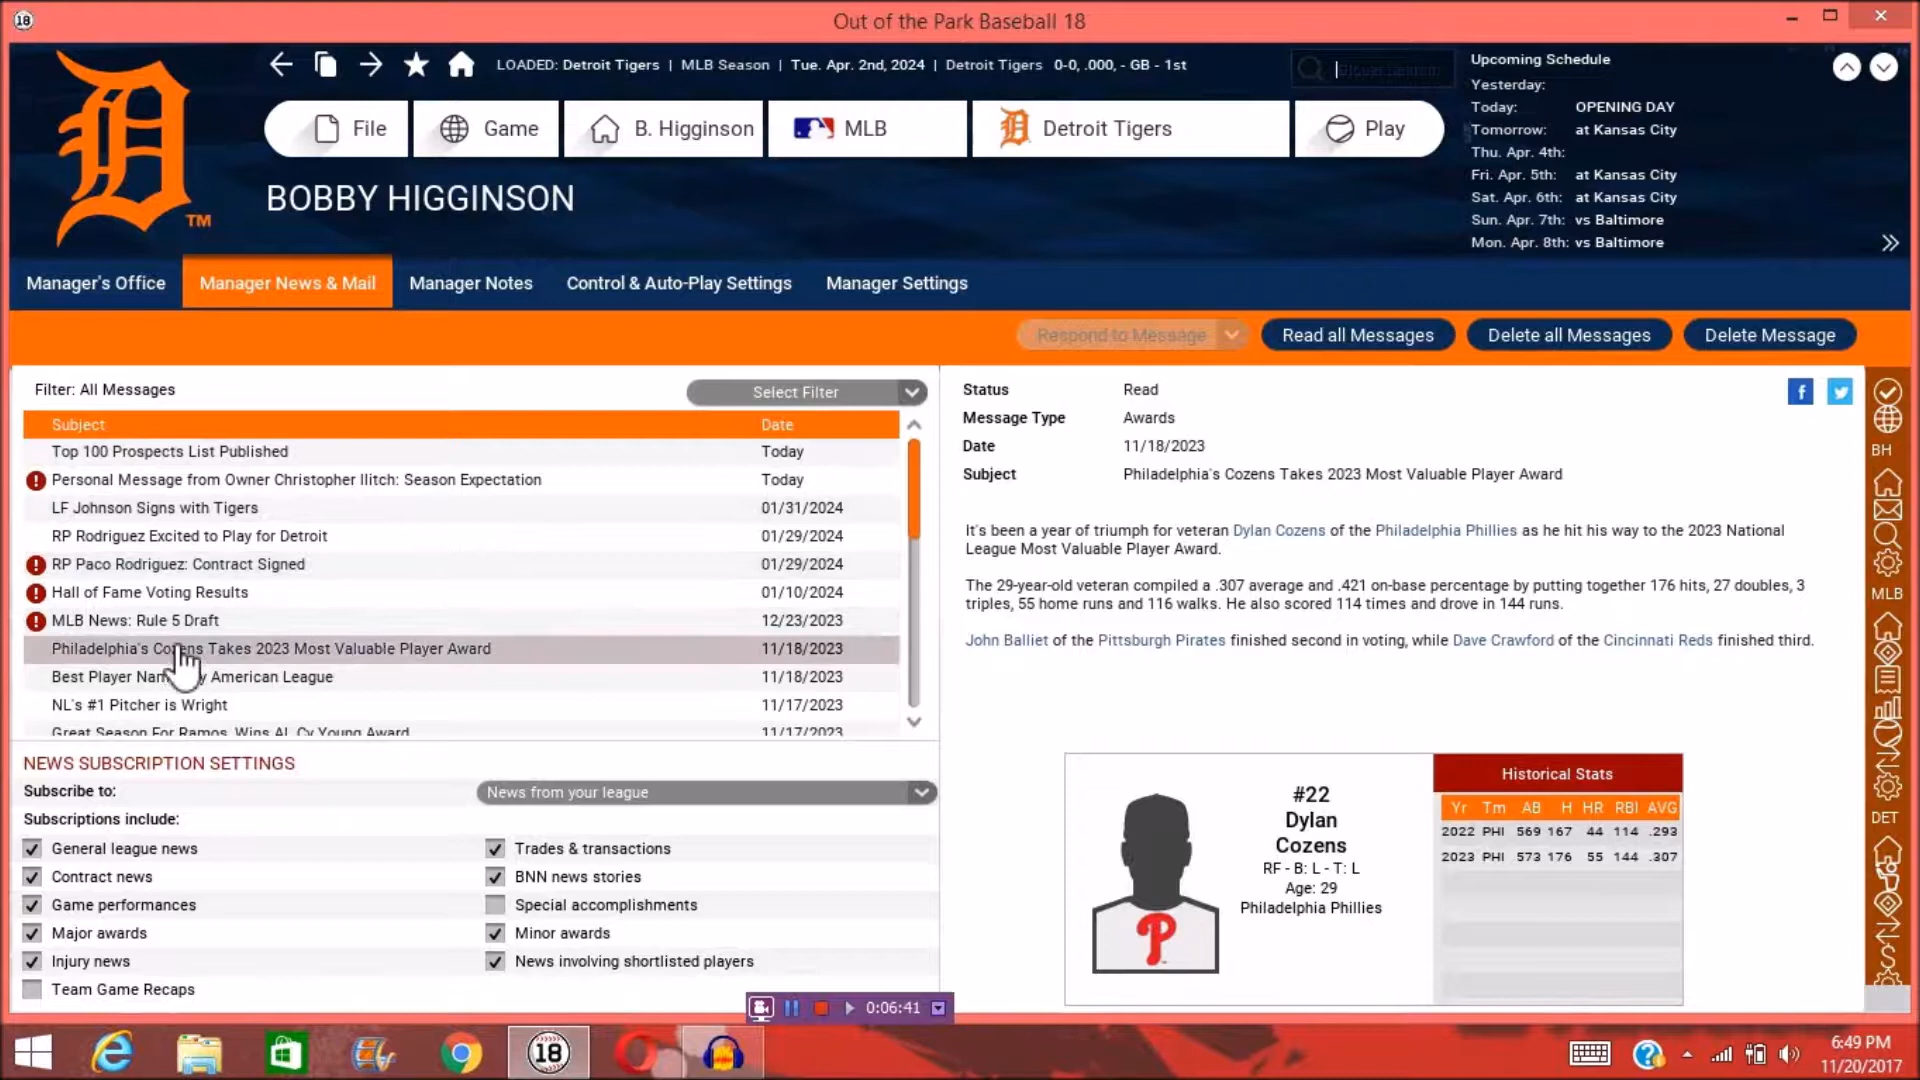 18 Out of the Park Baseball 18
LOADED: Detroit Tigers | MLB Season | Tue. Apr. 2nd, 2024 | Detroit Tigers 0-0, .000, - GB - 1st
Upcoming Schedule
Yesterday:
Today: OPENING DAY
Tomorrow: at Kansas City
Thu. Apr. 4th:
Fri. Apr. 5th: at Kansas City
Sat. Apr. 6th: at Kansas City
Sun. Apr. 7th: vs Baltimore
Mon. Apr. 8th: vs Baltimore
File Game B. Higginson MLB Detroit Tigers Play
TM
BOBBY HIGGINSON
Manager's Office Manager News & Mail Manager Notes Control & Auto-Play Settings Manager Settings
Respond to Message Read all Messages Delete all Messages Delete Message
Filter: All Messages Select Filter
Subject Date
Top 100 Prospects List Published Today
Personal Message from Owner Christopher Ilitch: Season Expectation Today
LF Johnson Signs with Tigers 01/31/2024
RP Rodriguez Excited to Play for Detroit 01/29/2024
RP Paco Rodriguez: Contract Signed 01/29/2024
Hall of Fame Voting Results 01/10/2024
MLB News: Rule 5 Draft 12/23/2023
Philadelphia's Cozens Takes 2023 Most Valuable Player Award 11/18/2023
Best Player American League 11/18/2023
NL's #1 Pitcher is Wright 11/17/2023
Great Season For Ramos, Wins AL Cy Young Award 11/17/2023
Status Read
Message Type Awards
Date 11/18/2023
Subject Philadelphia's Cozens Takes 2023 Most Valuable Player Award
It's been a year of triumph for veteran Dylan Cozens of the Philadelphia Phillies as he hit his way to the 2023 National
League Most Valuable Player Award.
The 29-year-old veteran compiled a .307 average and .421 on-base percentage by putting together 176 hits, 27 doubles, 3
triples, 55 home runs and 116 walks. He also scored 114 times and drove in 144 runs.
John Balliet of the Pittsburgh Pirates finished second in voting, while Dave Crawford of the Cincinnati Reds finished third.
#22
Dylan
Cozens
RF - B: L - T: L
Age: 29
Philadelphia Phillies
P
Historical Stats
Yr Tm AB H HR RBI AVG
2022 PHI 569 167 44 114 .293
2023 PHI 573 176 55 144 .307
BH
MLB
DET
NEWS SUBSCRIPTION SETTINGS
Subscribe to: News from your league
Subscriptions include:
General league news Trades & transactions
Contract news BNN news stories
Game performances Special accomplishments
Major awards Minor awards
Injury news News involving shortlisted players
Team Game Recaps
0:06:41
18
6:49 PM
11/20/2017